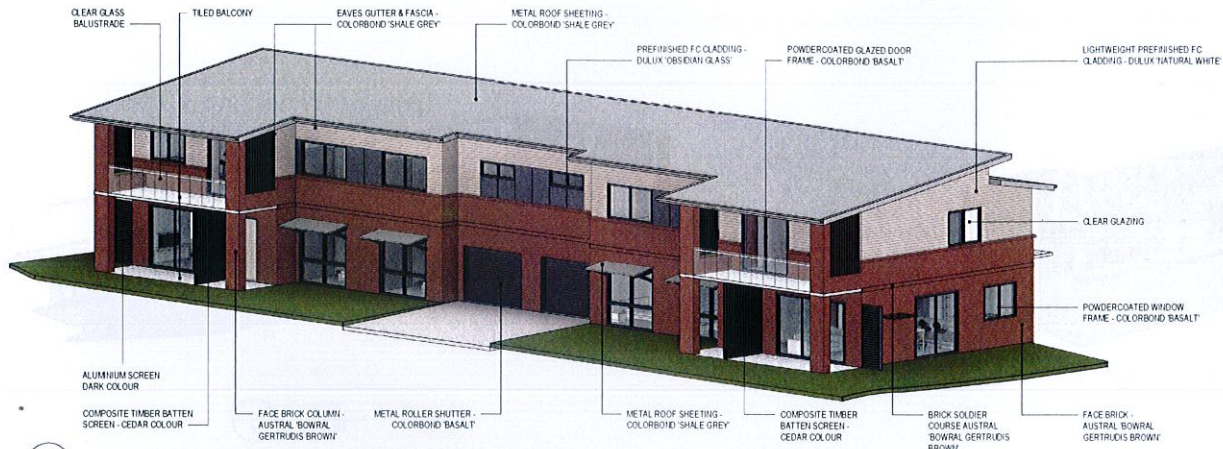 CLEAR GLASS
BALUSTRADE
TILED BALCONY
EAVES GUTTER & FASCIA -
COLORBOND 'SHALE GREY'
METAL ROOF SHEETING -
COLORBOND 'SHALE GREY'
PREFINISHED FC CLADDING -
DULUX 'OBSIDIAN GLASS'
POWDERCOATED GLAZED DOOR
FRAME - COLORBOND 'BASALT'
LIGHTWEIGHT PREFINISHED FC
CLADDING - DULUX 'NATURAL WHITE'
CLEAR GLAZING
POWDERCOATED WINDOW
FRAME - COLORBOND 'BASALT'
ALUMINIUM SCREEN
DARK COLOUR
COMPOSITE TIMBER BATTEN
SCREEN - CEDAR COLOUR
FACE BRICK COLUMN -
AUSTRAL 'BOWRAL
GERTRUDIS BROWN'
METAL ROLLER SHUTTER -
COLORBOND 'BASALT'
METAL ROOF SHEETING -
COLORBOND 'SHALE GREY'
COMPOSITE TIMBER
BATTEN SCREEN -
CEDAR COLOUR
BRICK SOLDIER
COURSE AUSTRAL
'BOWRAL GERTRUDIS
BROWN'
FACE BRICK -
AUSTRAL 'BOWRAL
GERTRUDIS BROWN'